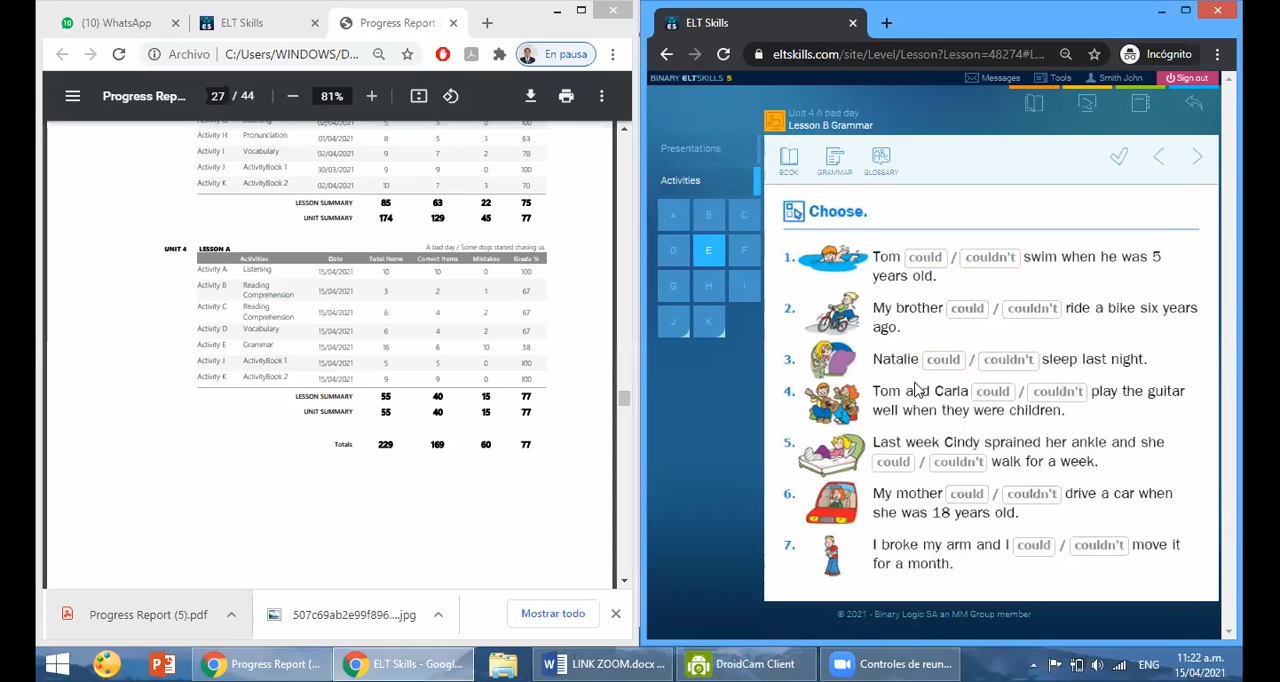 (10) WhatsApp
ELT Skills
Progress Report
Archivo
C:/Users/WINDOWS/D...
En pausa
Progress Rep...
27 / 44
81%
Activity H Pronunciation 01/04/2021 8 5 3 63
Activity I Vocabulary 02/04/2021 9 7 2 78
Activity J ActivityBook 1 30/03/2021 9 9 0 100
Activity K ActivityBook 2 02/04/2021 10 7 3 70
LESSON SUMMARY 85 63 22 75
UNIT SUMMARY 174 129 45 77
UNIT 4 LESSON A A bad day / Some dogs started chasing us.
Activities Date Total Items Correct Items Mistakes Grade %
Activity A Listening 15/04/2021 10 10 0 100
Activity B Reading Comprehension 15/04/2021 3 2 1 67
Activity C Reading Comprehension 15/04/2021 6 4 2 67
Activity D Vocabulary 15/04/2021 6 4 2 67
Activity E Grammar 15/04/2021 16 6 10 38
Activity J ActivityBook 1 15/04/2021 5 5 0 100
Activity K ActivityBook 2 15/04/2021 9 9 0 100
LESSON SUMMARY 55 40 15 77
UNIT SUMMARY 55 40 15 77
Totals 229 169 60 77
Progress Report (5).pdf
507c69ab2e99f896....jpg
Mostrar todo
ELT Skills
eltskills.com/site/Level/Lesson?Lesson=48274#L...
Incógnito
BINARY ELTSKILLS 5
Messages
Tools
Smith John
Sign out
Unit 4 A bad day
Lesson B Grammar
Presentations
Activities
A B C
D E F
G H I
J K
BOOK
GRAMMAR
GLOSSARY
Choose.
1. Tom could / couldn't swim when he was 5
years old.
2. My brother could / couldn't ride a bike six years
ago.
3. Natalie could / couldn't sleep last night.
4. Tom and Carla could / couldn't play the guitar
well when they were children.
5. Last week Cindy sprained her ankle and she
could / couldn't walk for a week.
6. My mother could / couldn't drive a car when
she was 18 years old.
7. I broke my arm and I could / couldn't move it
for a month.
© 2021 - Binary Logic SA an MM Group member
Progress Report (...
ELT Skills - Googl...
LINK ZOOM.docx ...
DroidCam Client
Controles de reun...
ENG
11:22 a.m.
15/04/2021